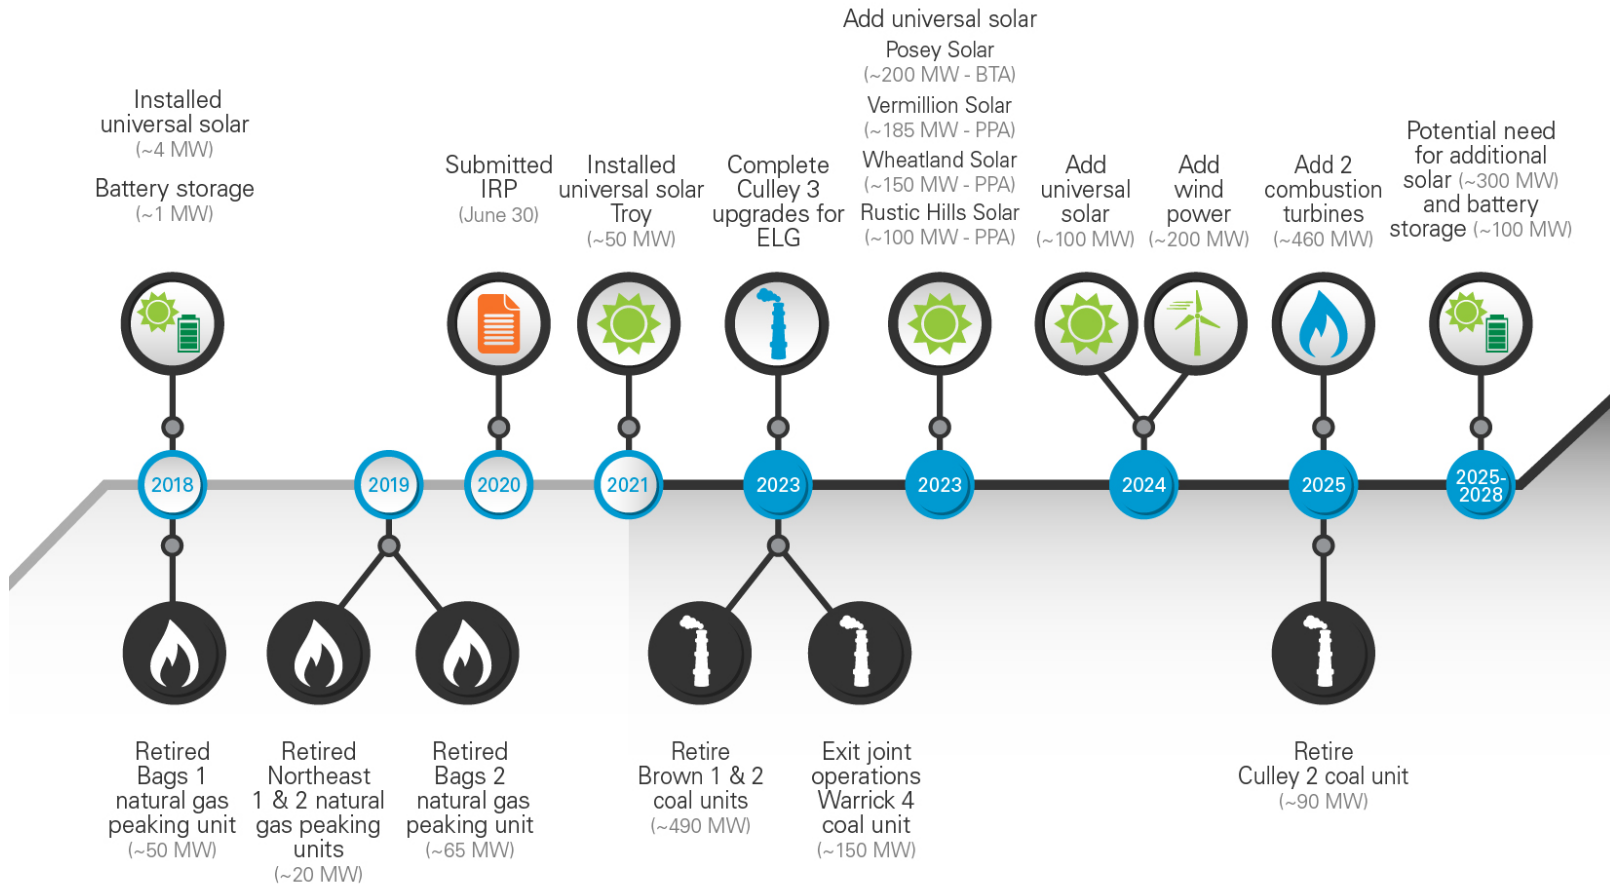 Installed
universal solar
(~4 MW)
Battery storage
(~1 MW)
Submitted
IRP
(June 30)
Installed
universal solar
Troy
(~50 MW)
Complete
Culley 3
upgrades for
ELG
Add universal solar
Posey Solar
(~200 MW - BTA)
Vermillion Solar
(~185 MW - PPA)
Wheatland Solar
(~150 MW - PPA)
Rustic Hills Solar
(~100 MW - PPA)
Add
universal
solar
(~100 MW)
Add
wind
power
(~200 MW)
Add 2
combustion
turbines
(~460 MW)
Potential need
for additional
solar (~300 MW)
and battery
storage (~100 MW)
2018
2019
2020
2021
2023
2023
2024
2025
2025-
2028
Retired
Bags 1
natural gas
peaking unit
(~50 MW)
Retired
Northeast
1 & 2 natural
gas peaking
units
(~20 MW)
Retired
Bags 2
natural gas
peaking unit
(~65 MW)
Retire
Brown 1 & 2
coal units
(~490 MW)
Exit joint
operations
Warrick 4
coal unit
(~150 MW)
Retire
Culley 2 coal unit
(~90 MW)